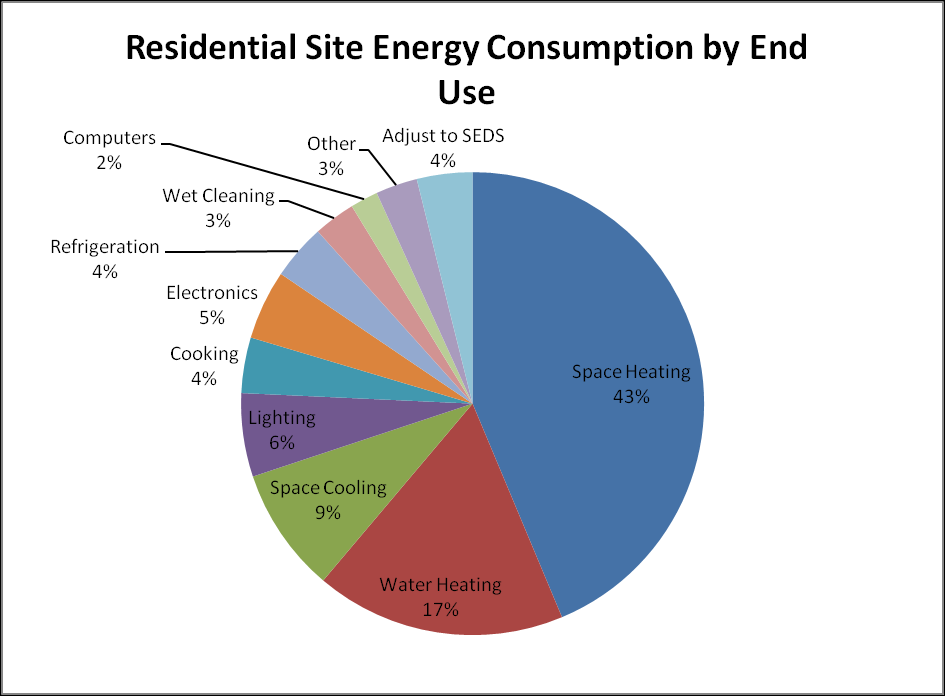 Residential Site Energy Consumption by End
Use
Computers
2%
Other
3%
Adjust to SEDS
4%
Wet Cleaning
3%
Refrigeration
4%
Electronics
5%
Cooking
4%
Space Heating
43%
Lighting
6%
Space Cooling
9%
Water Heating
17%